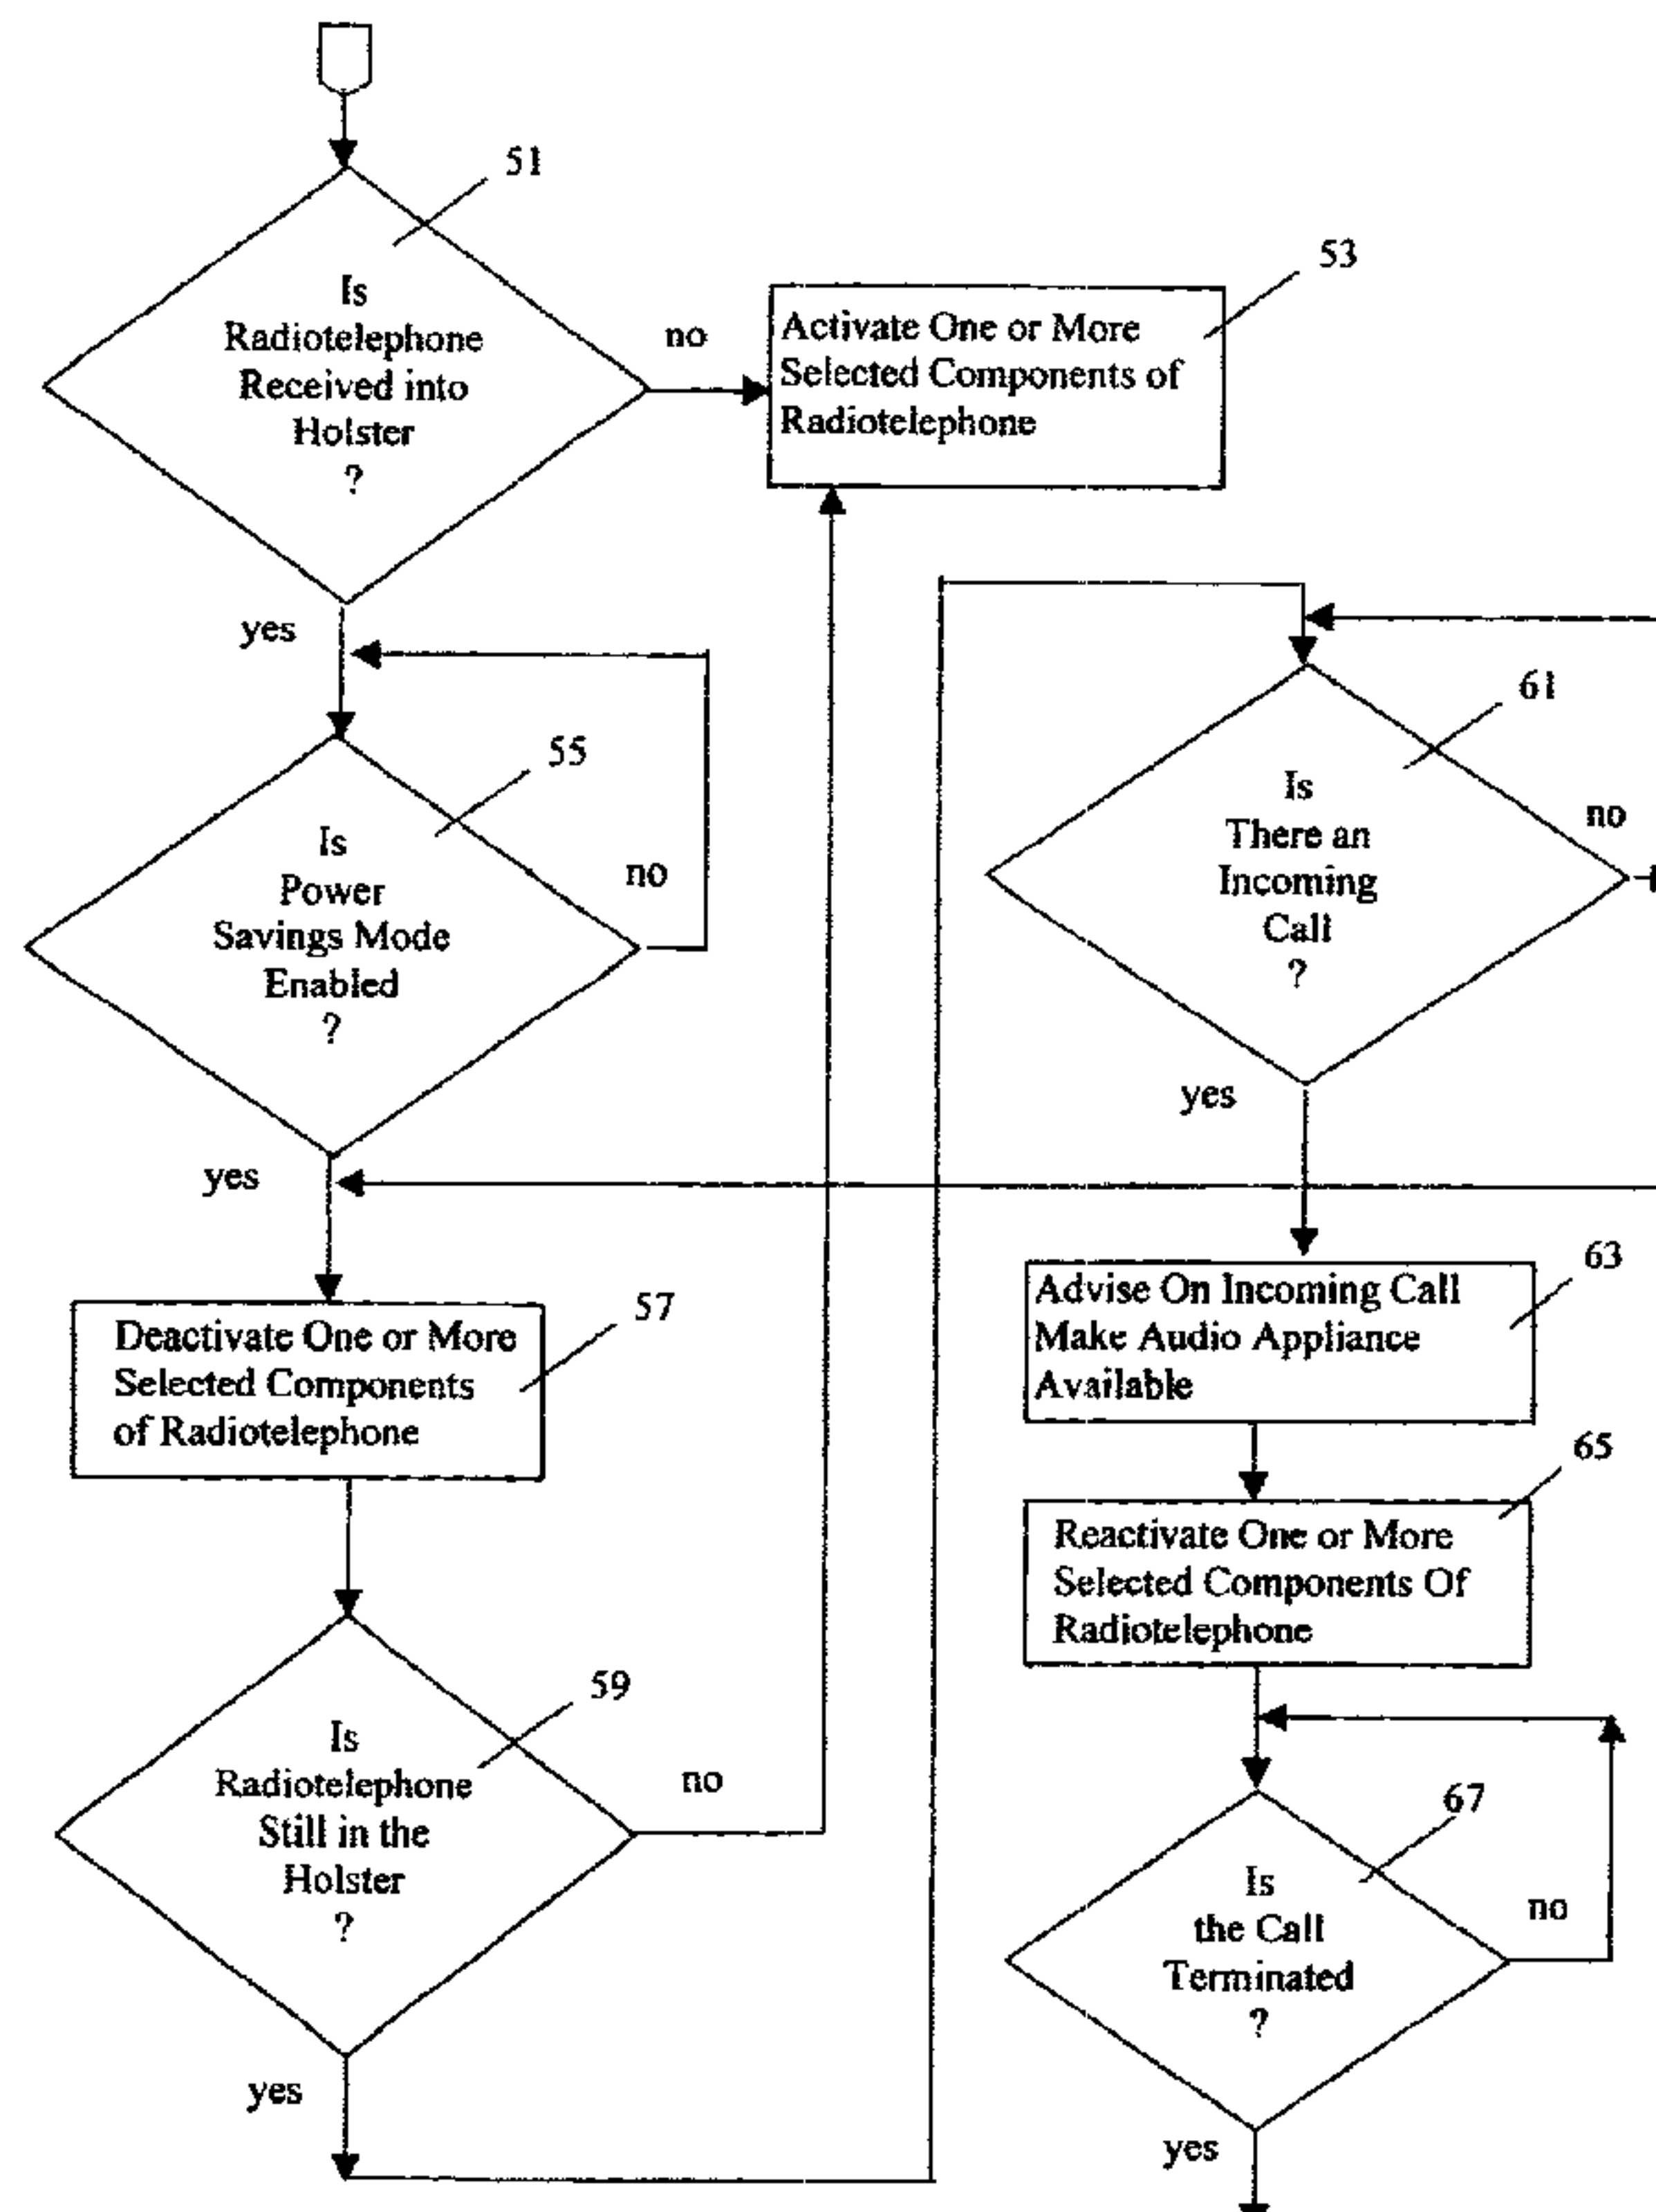 51
Is
Radiotelephone
Received into
Holster
?
no
yes
53
Activate One or More
Selected Components of
Radiotelephone
55
Is
Power
Savings Mode
Enabled
?
no
yes
57
Deactivate One or More
Selected Components
of Radiotelephone
59
Is
Radiotelephone
Still in the
Holster
?
no
yes
61
Is
There an
Incoming
Call
?
no
yes
63
Advise On Incoming Call
Make Audio Appliance
Available
65
Reactivate One or More
Selected Components Of
Radiotelephone
67
Is
the Call
Terminated
?
no
yes